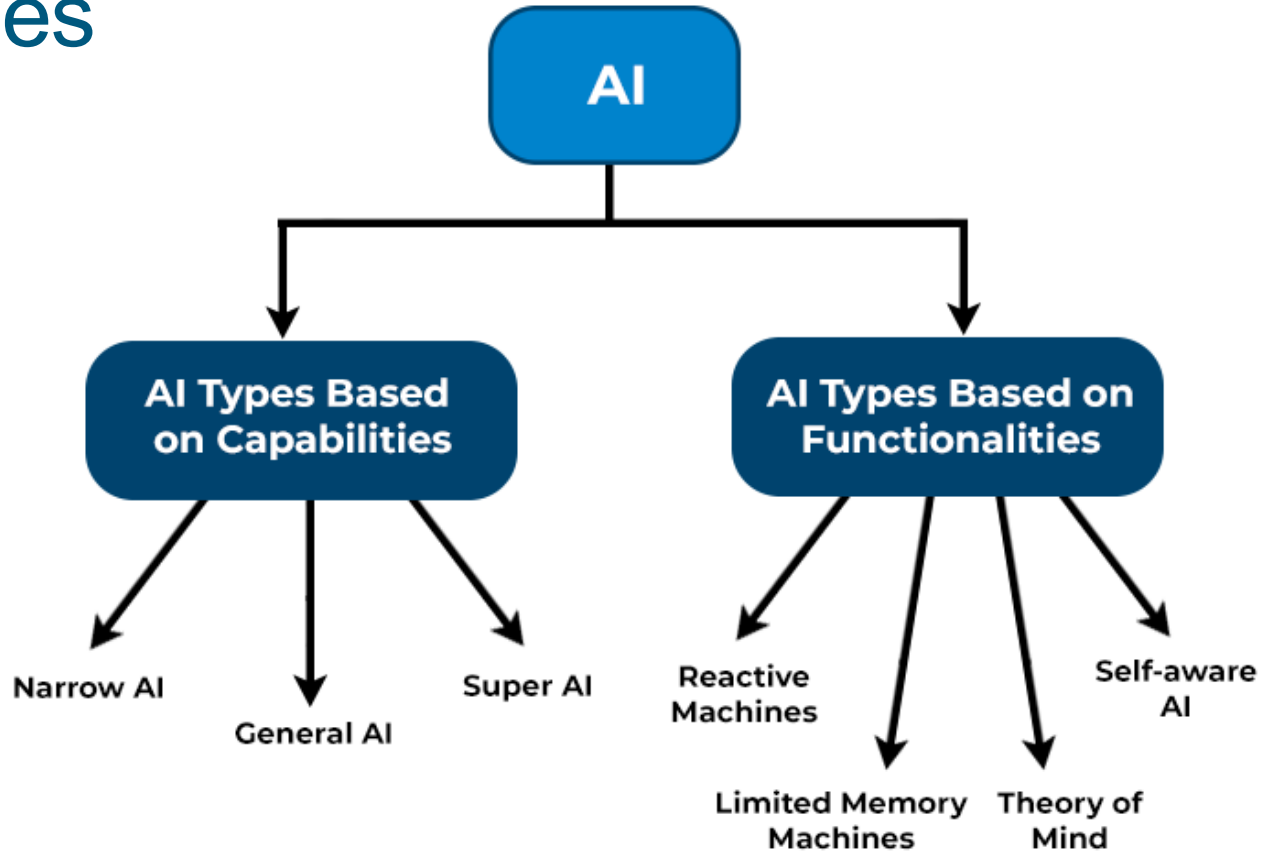 es
AI
AI Types Based
on Capabilities
AI Types Based on
Functionalities
Narrow AI
General AI
Super AI
Reactive
Machines
Limited Memory
Machines
Theory of
Mind
Self-aware
AI